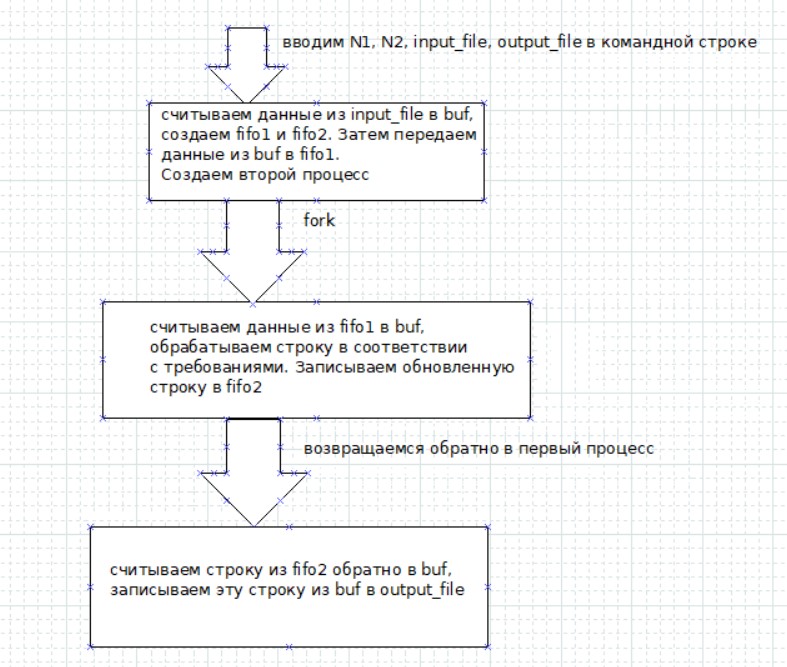 вводим N1, N2, input_file, output_file в командной строке
считываем данные из input_file в buf,
создаем fifo1 и fifo2. Затем передаем
данные из buf в fifo1.
Создаем второй процесс
fork
считываем данные из fifo1 в buf,
обрабатываем строку в соответствии
с требованиями. Записываем обновленную
строку в fifo2
возвращаемся обратно в первый процесс
считываем строку из fifo2 обратно в buf,
записываем эту строку из buf в output_file